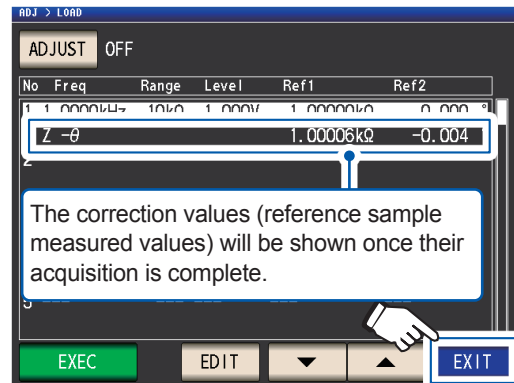 ADJ > LOAD
ADJUST OFF
No Freq Range Level Ref1 Ref2
1 1.0000kHz 10kΩ 1.000V 1.00000kΩ 0.000 °
Z -θ 1.00006kΩ -0.004
2
The correction values (reference sample
measured values) will be shown once their
acquisition is complete.
5 --- --- --- --- ---
EXEC EDIT ▼ ▲ EXIT